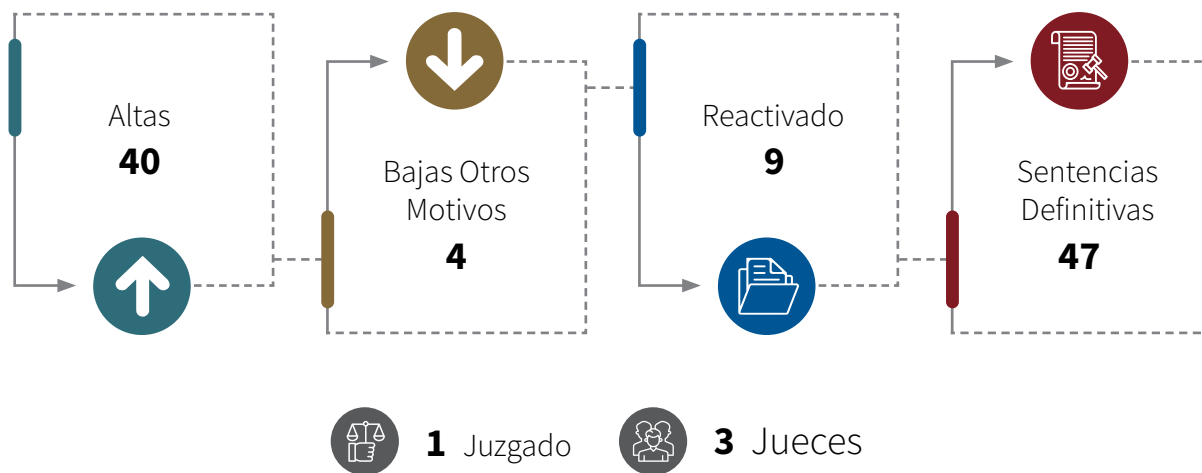 Altas
40
Bajas Otros
Motivos
4
Reactivado
9
Sentencias
Definitivas
47
1 Juzgado
3 Jueces